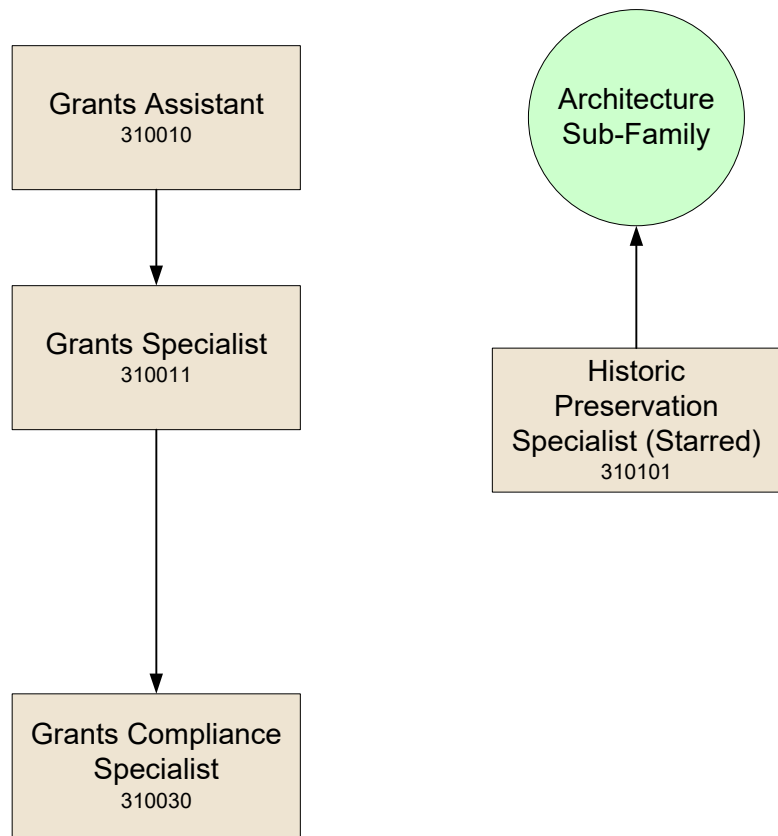 Grants Assistant
310010
Architecture
Sub-Family
Grants Specialist
310011
Historic
Preservation
Specialist (Starred)
310101
Grants Compliance
Specialist
310030